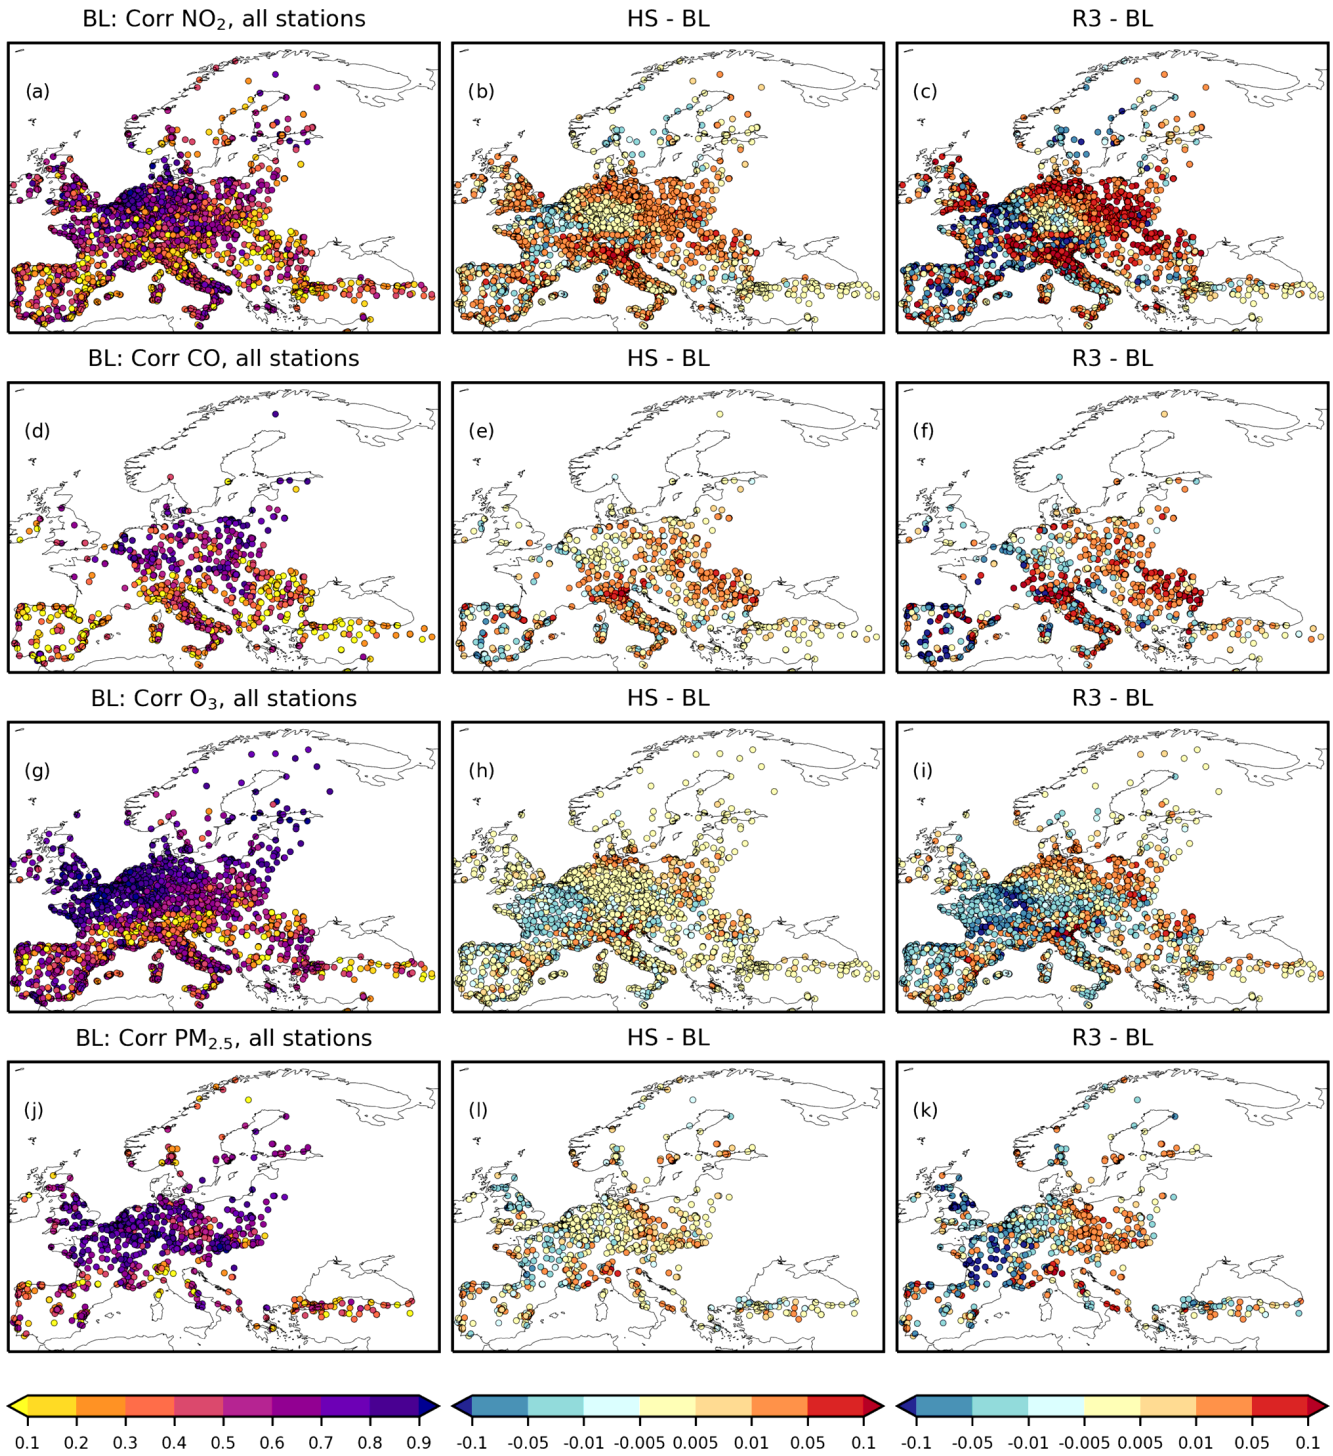 BL: Corr NO₂, all stations
HS - BL
R3 - BL
(a)
(b)
(c)
BL: Corr CO, all stations
HS - BL
R3 - BL
(d)
(e)
(f)
BL: Corr O₃, all stations
HS - BL
R3 - BL
(g)
(h)
(i)
BL: Corr PM₂.₅, all stations
HS - BL
R3 - BL
(j)
(l)
(k)
0.1 0.2 0.3 0.4 0.5 0.6 0.7 0.8 0.9
-0.1 -0.05 -0.01 -0.005 0.005 0.01 0.05 0.1
-0.1 -0.05 -0.01 -0.005 0.005 0.01 0.05 0.1